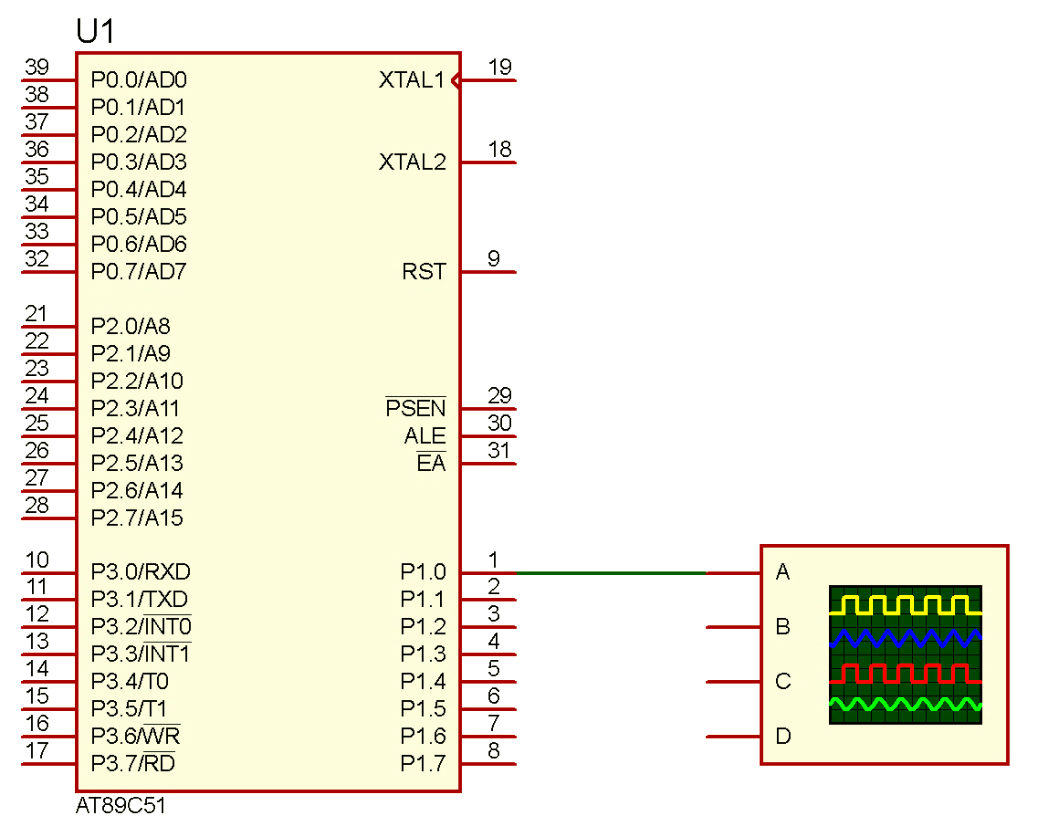 U1
39 P0.0/AD0 XTAL1 19
38 P0.1/AD1
37 P0.2/AD2
36 P0.3/AD3 XTAL2 18
35 P0.4/AD4
34 P0.5/AD5
33 P0.6/AD6
32 P0.7/AD7 RST 9
21 P2.0/A8
22 P2.1/A9
23 P2.2/A10
24 P2.3/A11 PSEN 29
25 P2.4/A12 ALE 30
26 P2.5/A13 EA 31
27 P2.6/A14
28 P2.7/A15
10 P3.0/RXD P1.0 1 A
11 P3.1/TXD P1.1 2
12 P3.2/INT0 P1.2 3 B
13 P3.3/INT1 P1.3 4
14 P3.4/T0 P1.4 5 C
15 P3.5/T1 P1.5 6
16 P3.6/WR P1.6 7 D
17 P3.7/RD P1.7 8
AT89C51